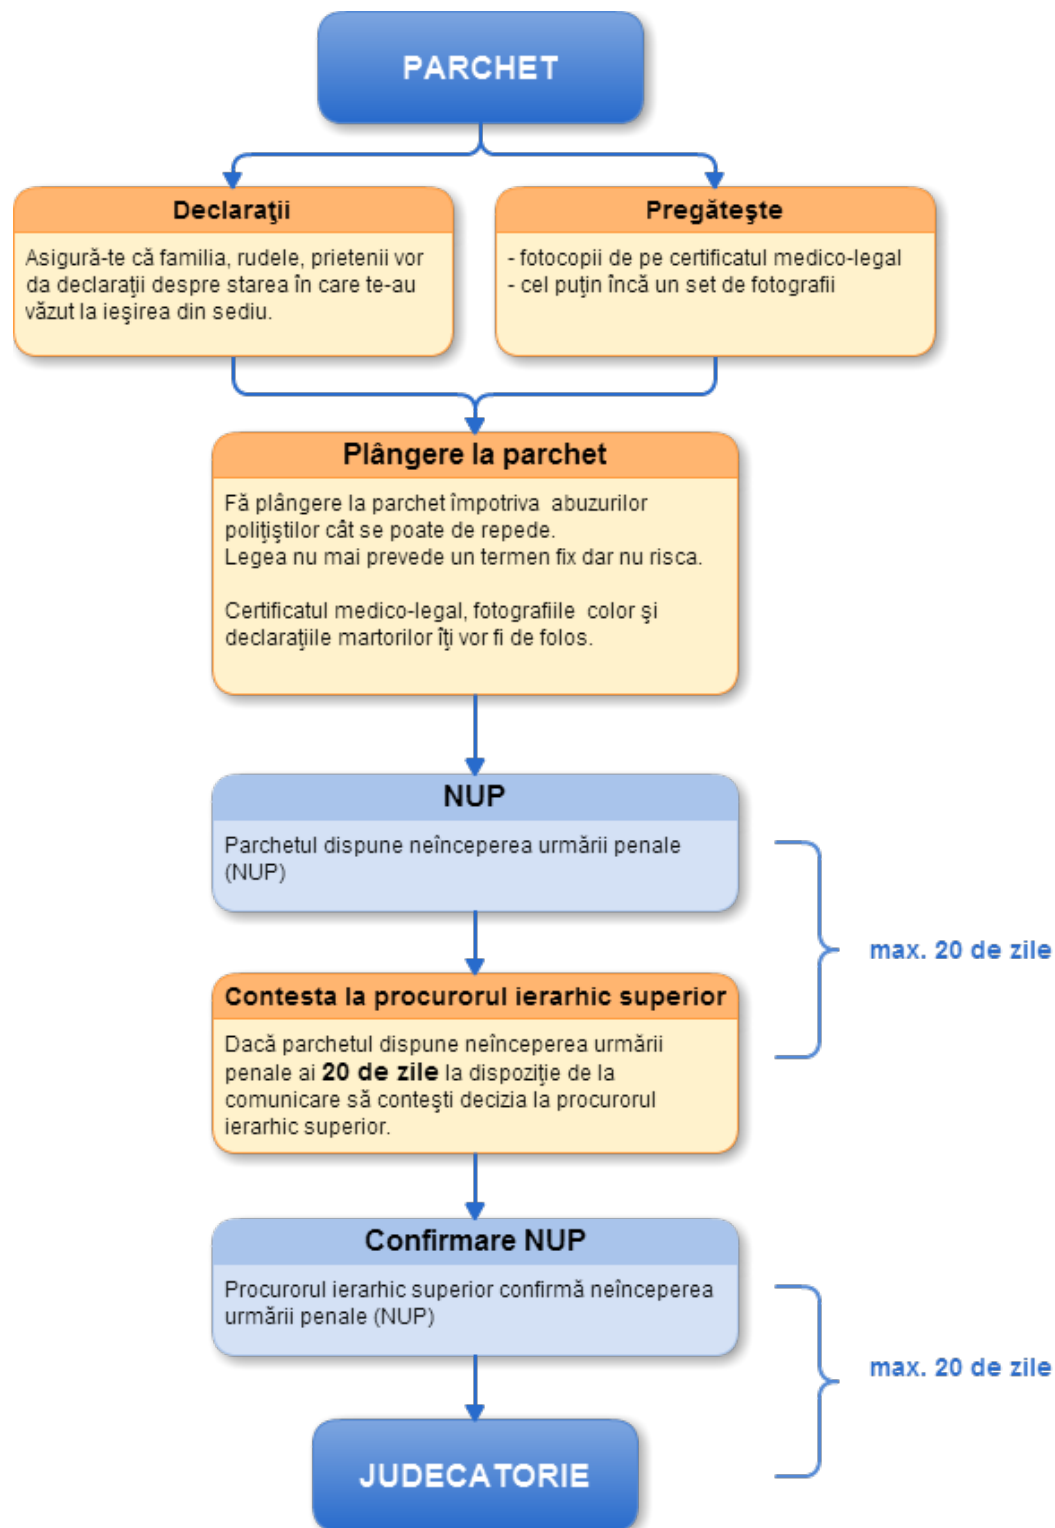 PARCHET
Declaraţii
Asigură-te că familia, rudele, prietenii vor
da declaraţii despre starea în care te-au
văzut la ieşirea din sediu.
Pregăteşte
- fotocopii de pe certificatul medico-legal
- cel puţin încă un set de fotografii
Plângere la parchet
Fă plângere la parchet împotriva abuzurilor
poliţiştilor cât se poate de repede.
Legea nu mai prevede un termen fix dar nu risca.
Certificatul medico-legal, fotografiile color şi
declaraţiile martorilor îţi vor fi de folos.
NUP
Parchetul dispune neînceperea urmării penale
(NUP)
max. 20 de zile
Contesta la procurorul ierarhic superior
Dacă parchetul dispune neînceperea urmării
penale ai 20 de zile la dispoziţie de la
comunicare să conteşti decizia la procurorul
ierarhic superior.
Confirmare NUP
Procurorul ierarhic superior confirmă neînceperea
urmării penale (NUP)
max. 20 de zile
JUDECATORIE